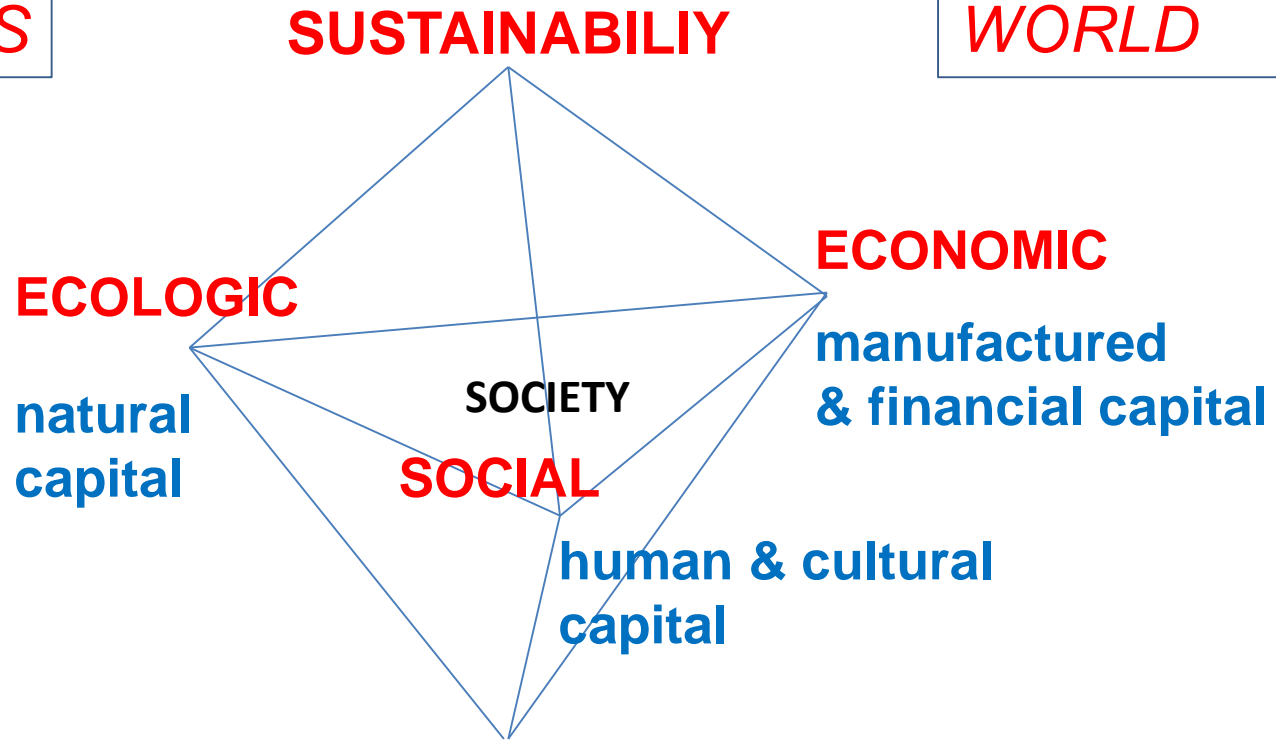 S
SUSTAINABILIY
WORLD
ECONOMIC
ECOLOGIC
manufactured
& financial capital
natural
capital
SOCIETY
SOCIAL
human & cultural
capital